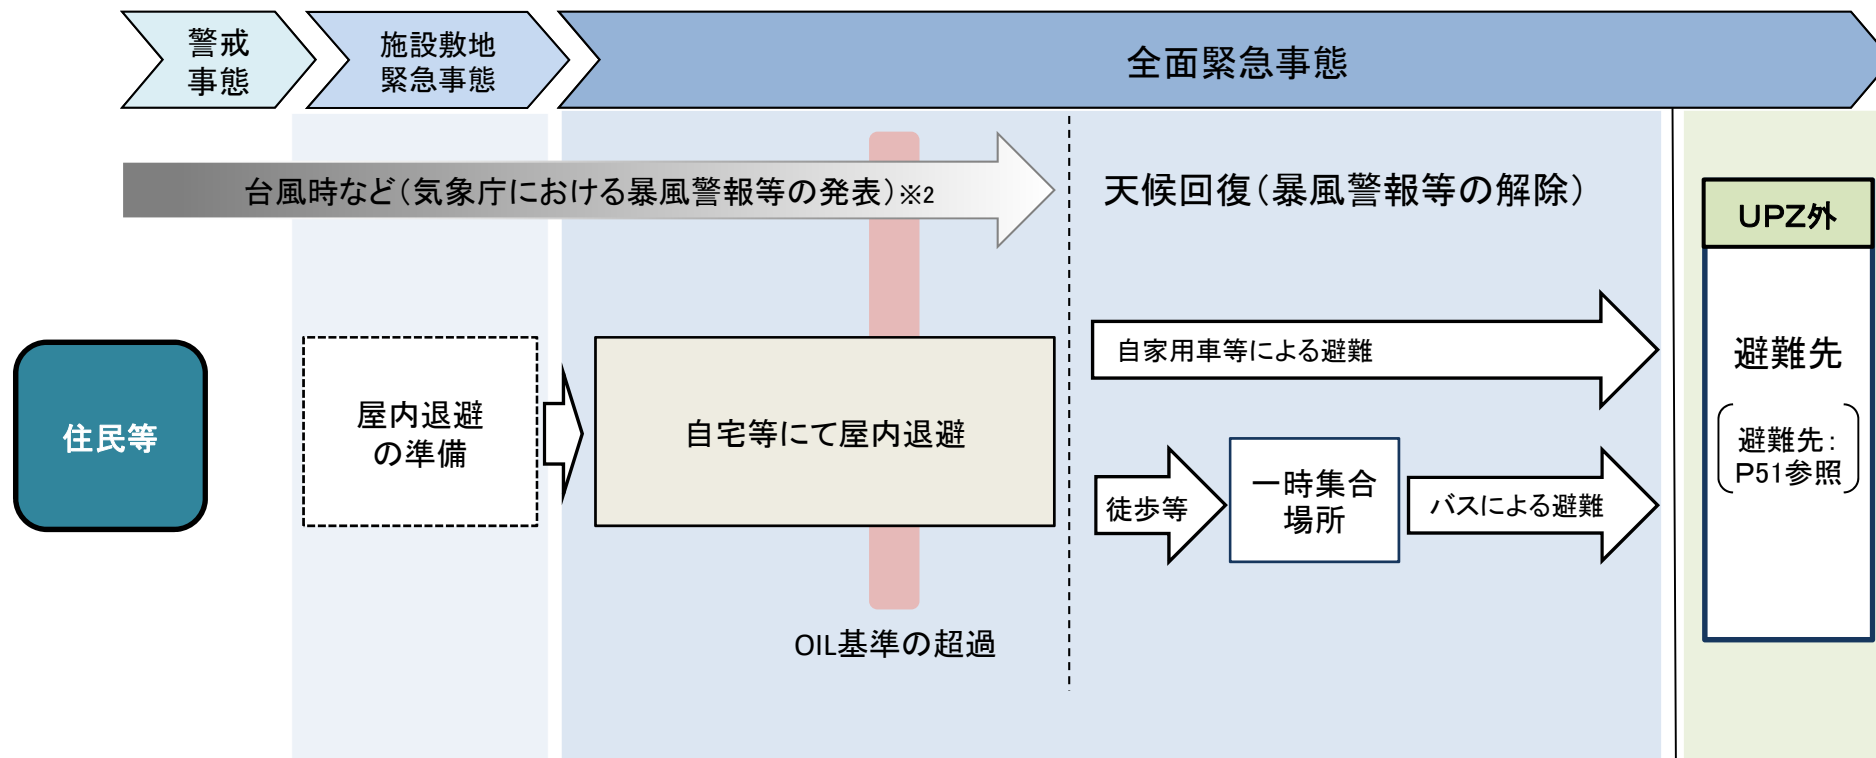 警戒
事態
施設敷地
緊急事態
全面緊急事態
台風時など(気象庁における暴風警報等の発表)※2
天候回復(暴風警報等の解除)
UPZ外
住民等
屋内退避
の準備
自宅等にて屋内退避
自家用車等による避難
徒歩等
一時集合
場所
バスによる避難
避難先
避難先:
P51参照
OIL基準の超過